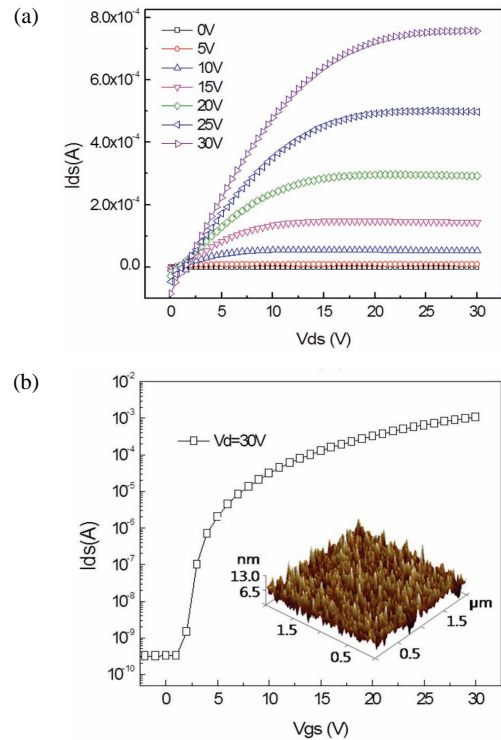 (a)
0V
5V
10V
15V
20V
25V
30V
8.0x10⁻⁴
6.0x10⁻⁴
4.0x10⁻⁴
2.0x10⁻⁴
0.0
Ids(A)
0 5 10 15 20 25 30
Vds (V)
(b)
10⁻²
10⁻³
10⁻⁴
10⁻⁵
10⁻⁶
10⁻⁷
10⁻⁸
10⁻⁹
10⁻¹⁰
Ids(A)
Vd=30V
nm
13.0
6.5
1.5
0.5
0.5
1.5
µm
0 5 10 15 20 25 30
Vgs (V)